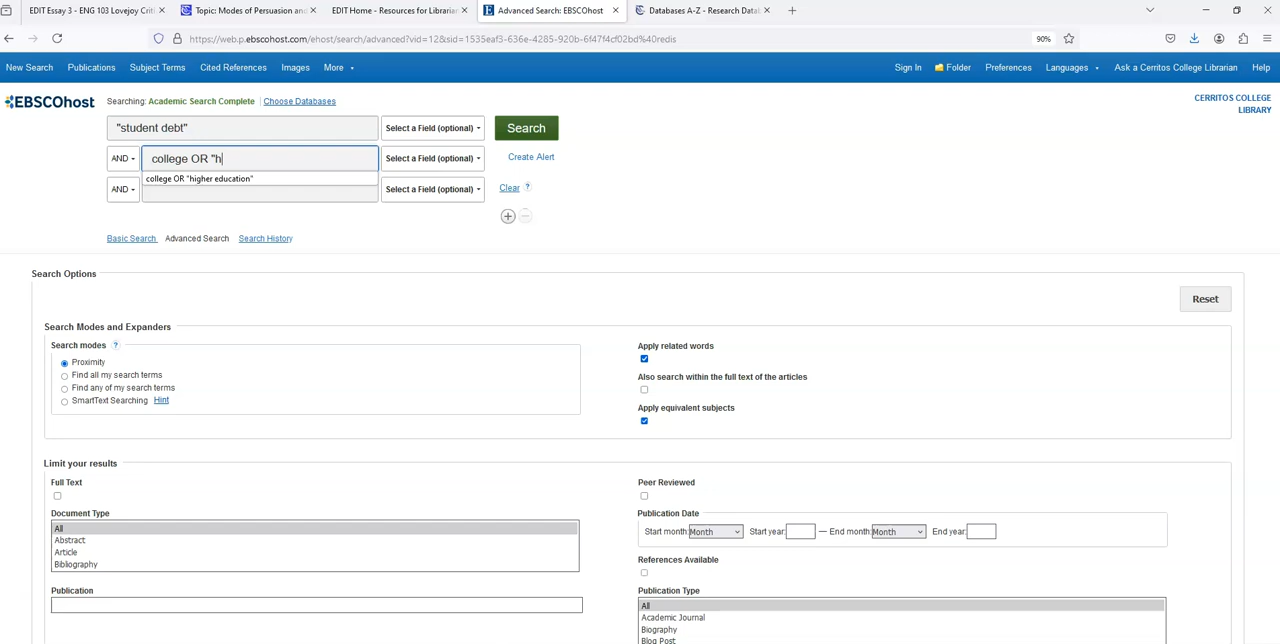 EDIT Essay 3 - ENG 103 Lovejoy Criti
Topic: Modes of Persuasion and
EDIT Home - Resources for Librarian
Advanced Search: EBSCOhost
Databases A-Z - Research Datab
https://web.p.ebscohost.com/ehost/search/advanced?vid=12&sid=1535eaf3-636e-4285-920b-6f47f4cf02bd%40redis
90%
New Search Publications Subject Terms Cited References Images More
Sign In Folder Preferences Languages Ask a Cerritos College Librarian Help
EBSCOhost
Searching: Academic Search Complete Choose Databases
CERRITOS COLLEGE
LIBRARY
"student debt" Select a Field (optional) Search
AND college OR "h Select a Field (optional) Create Alert
college OR "higher education"
AND Select a Field (optional) Clear ?
Basic Search Advanced Search Search History
Search Options
Reset
Search Modes and Expanders
Search modes ?
Proximity
Find all my search terms
Find any of my search terms
SmartText Searching Hint
Apply related words
Also search within the full text of the articles
Apply equivalent subjects
Limit your results
Full Text
Document Type
All
Abstract
Article
Bibliography
Publication
Peer Reviewed
Publication Date
Start month: Month Start year: — End month: Month End year:
References Available
Publication Type
All
Academic Journal
Biography
Blog Post